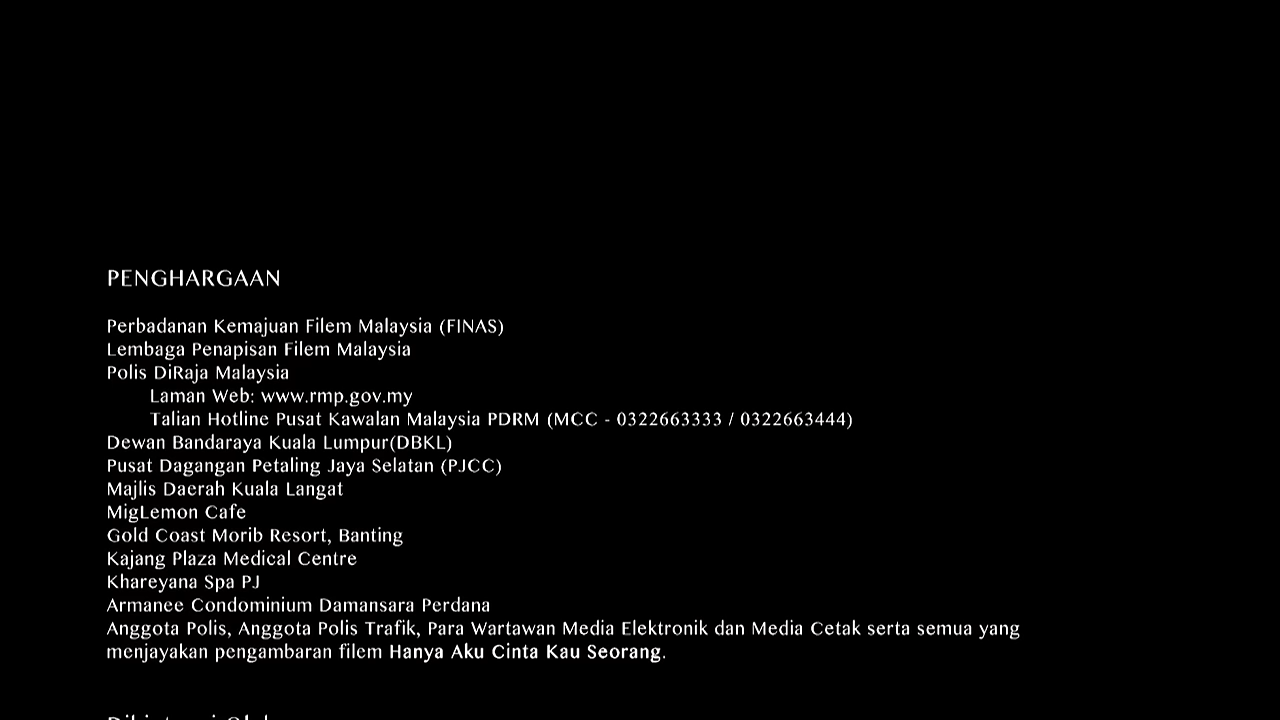 PENGHARGAAN
Perbadanan Kemajuan Filem Malaysia (FINAS)
Lembaga Penapisan Filem Malaysia
Polis DiRaja Malaysia
Laman Web: www.rmp.gov.my
Talian Hotline Pusat Kawalan Malaysia PDRM (MCC - 0322663333 / 0322663444)
Dewan Bandaraya Kuala Lumpur(DBKL)
Pusat Dagangan Petaling Jaya Selatan (PJCC)
Majlis Daerah Kuala Langat
MigLemon Cafe
Gold Coast Morib Resort, Banting
Kajang Plaza Medical Centre
Khareyana Spa PJ
Armanee Condominium Damansara Perdana
Anggota Polis, Anggota Polis Trafik, Para Wartawan Media Elektronik dan Media Cetak serta semua yang
menjayakan pengambaran filem Hanya Aku Cinta Kau Seorang.